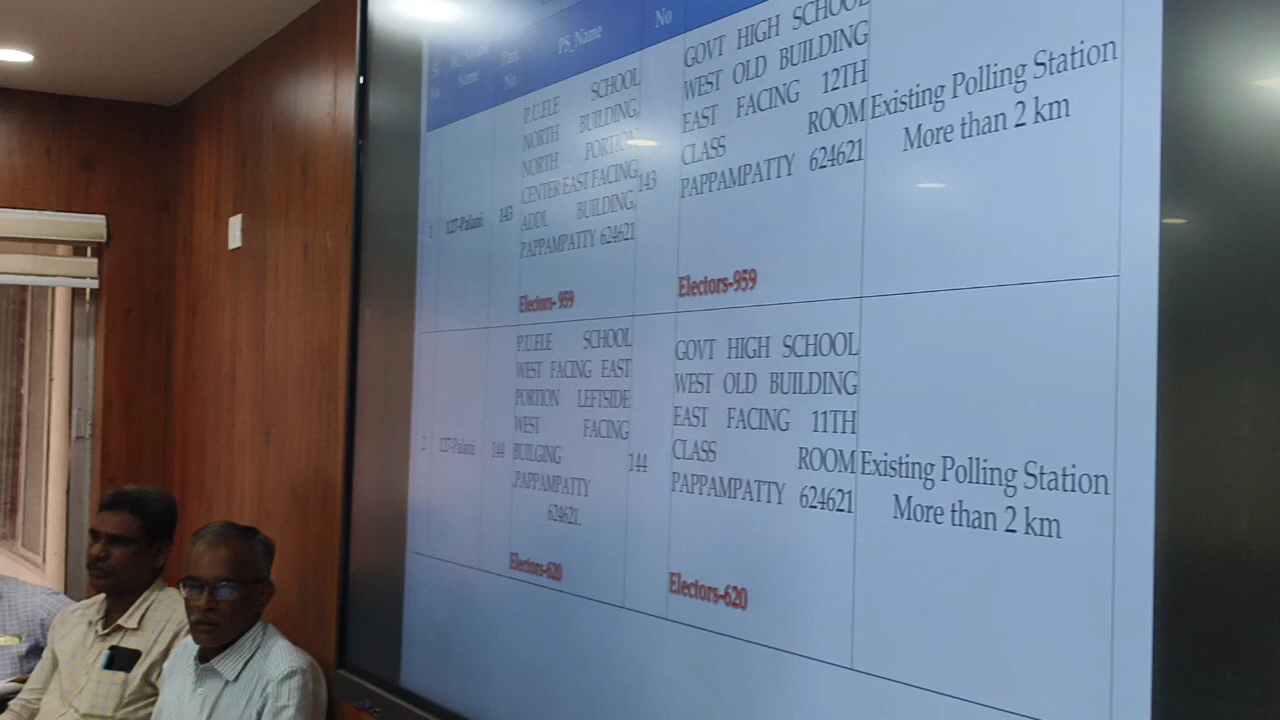 Name
No
PS_Name
No
1
127-Palani
143
P.U.ELE SCHOOL
NORTH BUILDING,
NORTH PORTION
CENTER EAST FACING,
ADDL BUILDING,
PAPPAMPATTY 624621
Electors- 959
143
GOVT HIGH SCHOOL
WEST OLD BUILDING
EAST FACING 12TH
CLASS ROOM
PAPPAMPATTY 624621
Electors-959
Existing Polling Station
More than 2 km
2
127-Palani
144
P.U.ELE SCHOOL
WEST FACING EAST
PORTION LEFTSIDE
WEST FACING
BUILGING
,PAPPAMPATTY
624621.
Electors-620
144
GOVT HIGH SCHOOL
WEST OLD BUILDING
EAST FACING 11TH
CLASS ROOM
PAPPAMPATTY 624621
Electors-620
Existing Polling Station
More than 2 km